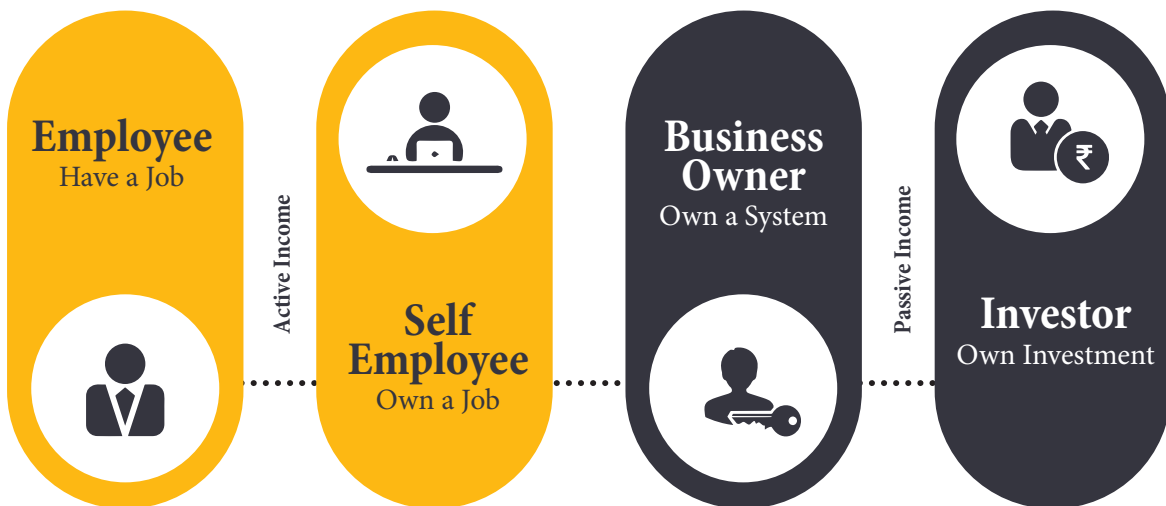 Employee
Have a Job
Active Income
Self
Employee
Own a Job
Business
Owner
Own a System
Passive Income
₹
Investor
Own Investment